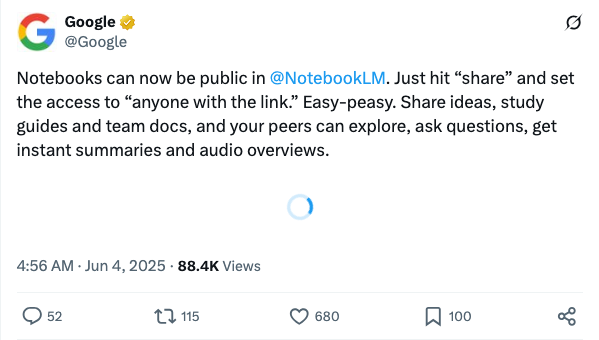 Google
@Google
Notebooks can now be public in @NotebookLM. Just hit “share” and set
the access to “anyone with the link.” Easy-peasy. Share ideas, study
guides and team docs, and your peers can explore, ask questions, get
instant summaries and audio overviews.
4:56 AM · Jun 4, 2025 · 88.4K Views
52 115 680 100